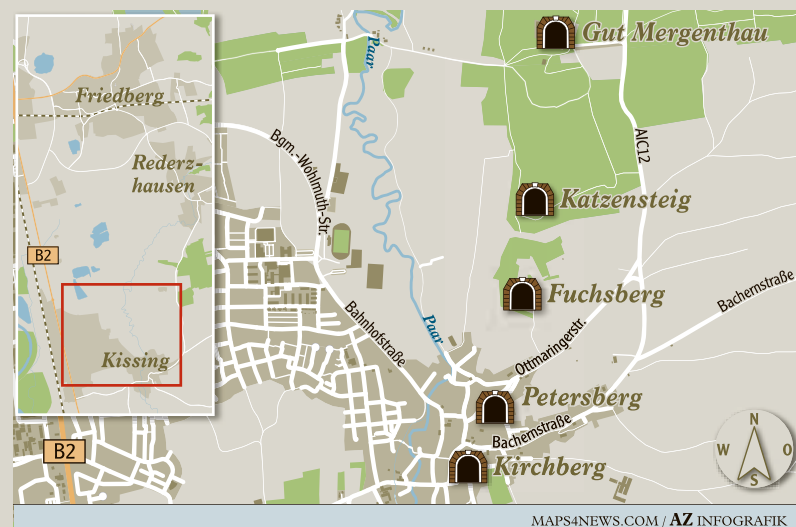 Friedberg
Rederz-
hausen
B2
Kissing
B2
Paar
Bgm.-Wohlmuth-Str.
Gut Mergenthau
AIC12
Katzensteig
Fuchsberg
Bachernstraße
Bahnhofstraße
Paar
Ottmaringerstr.
Petersberg
Bachernstraße
Kirchberg
N
W O
S
MAPS4NEWS.COM / AZ INFOGRAFIK